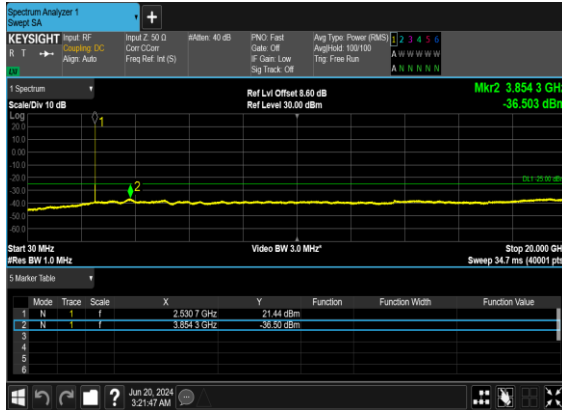 Spectrum Analyzer 1
Swept SA
+
KEYSIGHT
R T
LXI
Input: RF
Coupling: DC
Align: Auto
Input Z: 50 Ω
Corr CCorr
Freq Ref: Int (S)
#Atten: 40 dB
PNO: Fast
Gate: Off
IF Gain: Low
Sig Track: Off
Avg Type: Power (RMS)
Avg|Hold: 100/100
Trig: Free Run
1 2 3 4 5 6
A W W W W W
A N N N N N
1 Spectrum
Scale/Div 10 dB
Ref Lvl Offset 8.60 dB
Ref Level 30.00 dBm
Mkr2 3.854 3 GHz
-36.503 dBm
Log
20.0
10.0
0.00
-10.0
-20.0
-30.0
-40.0
-50.0
-60.0
1
2
DL1 -25.00 dBm
Start 30 MHz
#Res BW 1.0 MHz
Video BW 3.0 MHz*
Stop 20.000 GHz
Sweep 34.7 ms (40001 pts)
5 Marker Table
Mode Trace Scale X Y Function Function Width Function Value
1 N 1 f 2.530 7 GHz 21.44 dBm
2 N 1 f 3.854 3 GHz -36.50 dBm
3
4
5
6
?
Jun 20, 2024
3:21:47 AM